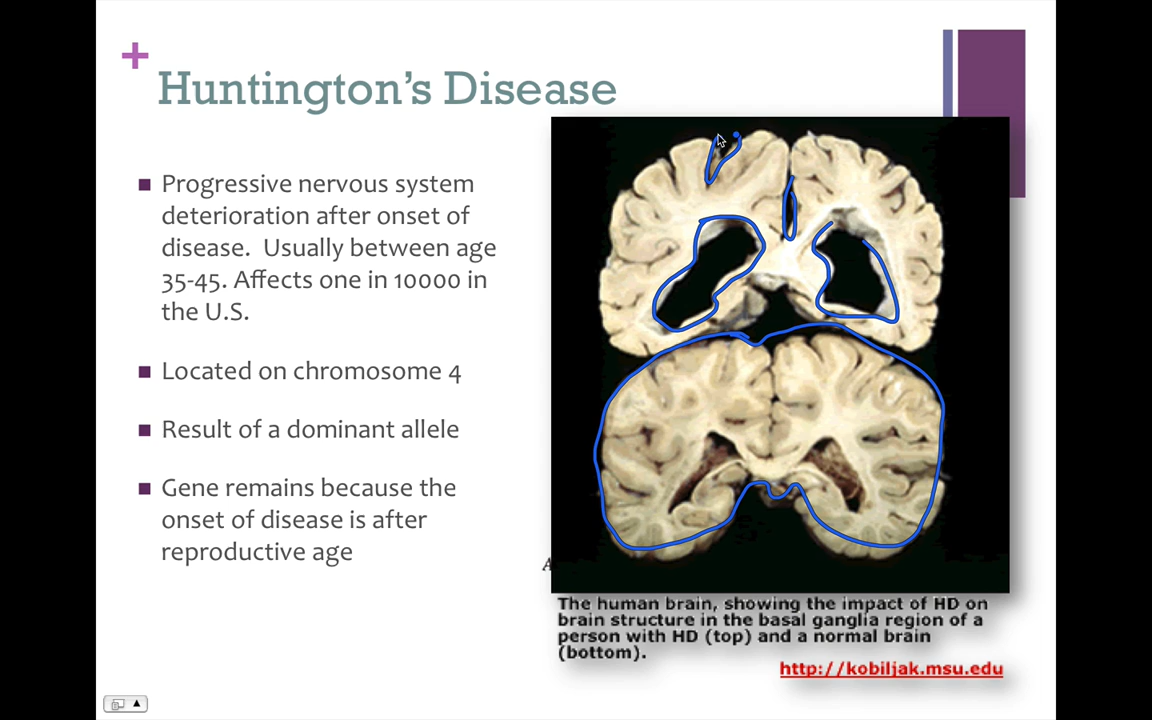 Huntington’s Disease
Progressive nervous system
deterioration after onset of
disease.  Usually between age
35-45. Affects one in 10000 in
the U.S.
Located on chromosome 4
Result of a dominant allele
Gene remains because the
onset of disease is after
reproductive age
A
The human brain, showing the impact of HD on
brain structure in the basal ganglia region of a
person with HD (top) and a normal brain
(bottom).
http://kobiljak.msu.edu